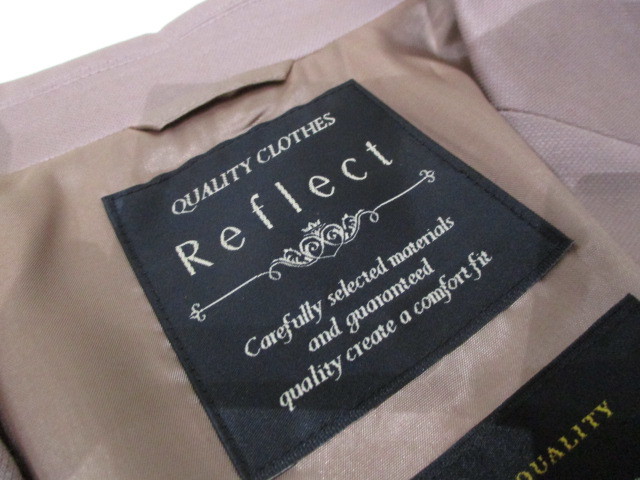 QUALITY CLOTHES
Reflect
Carefully selected materials
and guaranteed
quality create a comfort fit
QUALITY